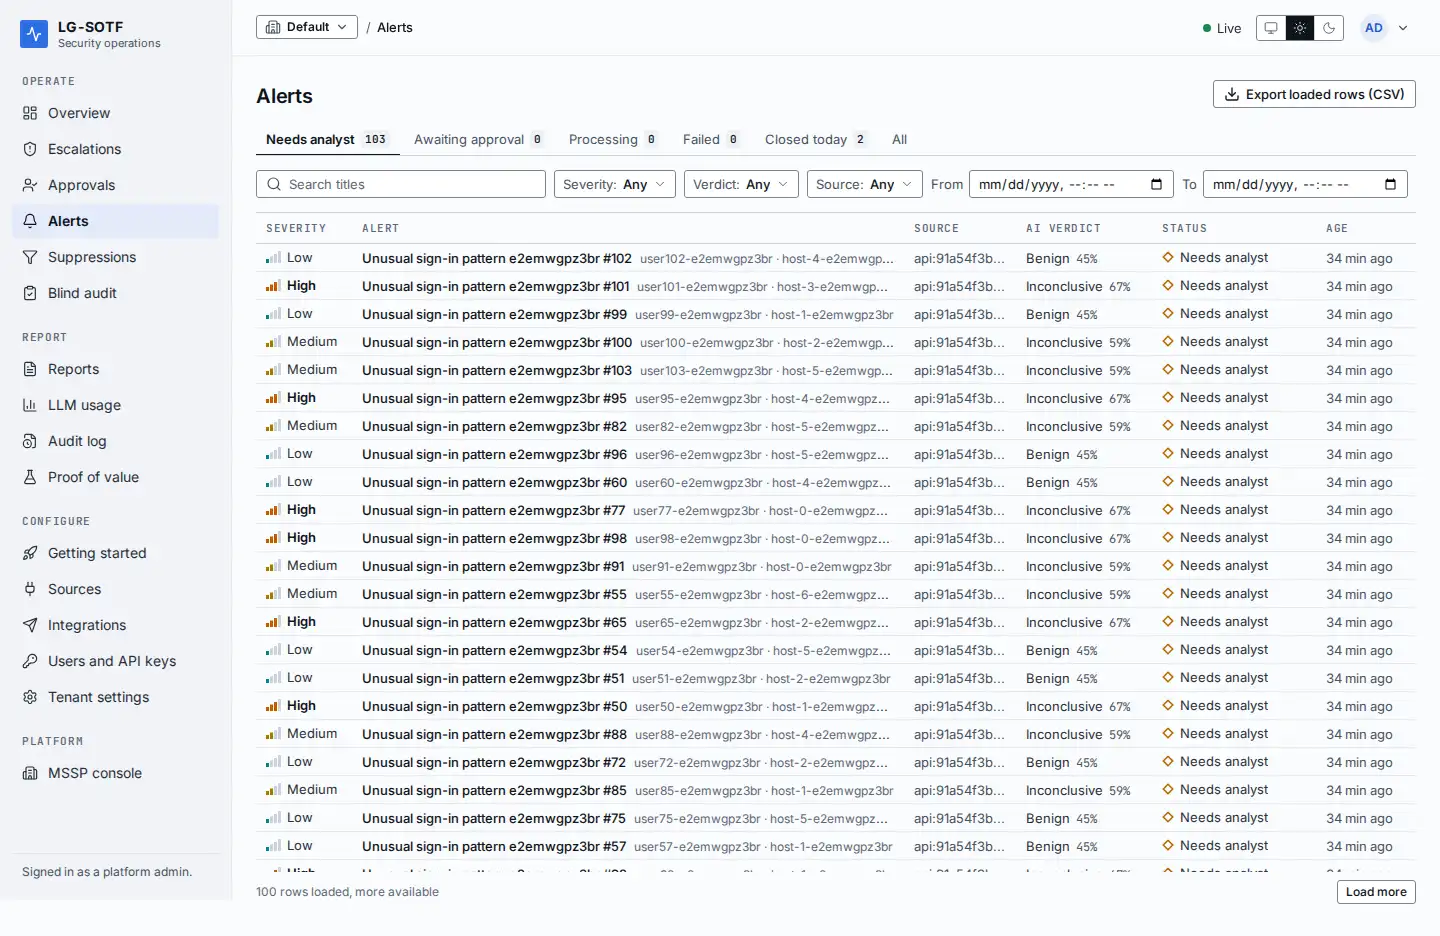 LG-SOTF
Security operations
OPERATE
Overview
Escalations
Approvals
Alerts
Suppressions
Blind audit
REPORT
Reports
LLM usage
Audit log
Proof of value
CONFIGURE
Getting started
Sources
Integrations
Users and API keys
Tenant settings
PLATFORM
MSSP console
Signed in as a platform admin.
Default / Alerts
Live
AD
Alerts
Export loaded rows (CSV)
Needs analyst 103 Awaiting approval 0 Processing 0 Failed 0 Closed today 2 All
Search titles Severity: Any Verdict: Any Source: Any From mm/dd/yyyy, --:-- -- To mm/dd/yyyy, --:-- --
SEVERITY ALERT SOURCE AI VERDICT STATUS AGE
Low Unusual sign-in pattern e2emwgpz3br #102 user102-e2emwgpz3br · host-4-e2emwgp... api:91a54f3b... Benign 45% Needs analyst 34 min ago
High Unusual sign-in pattern e2emwgpz3br #101 user101-e2emwgpz3br · host-3-e2emwgp... api:91a54f3b... Inconclusive 67% Needs analyst 34 min ago
Low Unusual sign-in pattern e2emwgpz3br #99 user99-e2emwgpz3br · host-1-e2emwgpz3br api:91a54f3b... Benign 45% Needs analyst 34 min ago
Medium Unusual sign-in pattern e2emwgpz3br #100 user100-e2emwgpz3br · host-2-e2emwgp... api:91a54f3b... Inconclusive 59% Needs analyst 34 min ago
Medium Unusual sign-in pattern e2emwgpz3br #103 user103-e2emwgpz3br · host-5-e2emwgp... api:91a54f3b... Inconclusive 59% Needs analyst 34 min ago
High Unusual sign-in pattern e2emwgpz3br #95 user95-e2emwgpz3br · host-4-e2emwgpz... api:91a54f3b... Inconclusive 67% Needs analyst 34 min ago
Medium Unusual sign-in pattern e2emwgpz3br #82 user82-e2emwgpz3br · host-5-e2emwgpz... api:91a54f3b... Inconclusive 59% Needs analyst 34 min ago
Low Unusual sign-in pattern e2emwgpz3br #96 user96-e2emwgpz3br · host-5-e2emwgpz... api:91a54f3b... Benign 45% Needs analyst 34 min ago
Low Unusual sign-in pattern e2emwgpz3br #60 user60-e2emwgpz3br · host-4-e2emwgpz... api:91a54f3b... Benign 45% Needs analyst 34 min ago
High Unusual sign-in pattern e2emwgpz3br #77 user77-e2emwgpz3br · host-0-e2emwgpz... api:91a54f3b... Inconclusive 67% Needs analyst 34 min ago
High Unusual sign-in pattern e2emwgpz3br #98 user98-e2emwgpz3br · host-0-e2emwgpz... api:91a54f3b... Inconclusive 67% Needs analyst 34 min ago
Medium Unusual sign-in pattern e2emwgpz3br #91 user91-e2emwgpz3br · host-0-e2emwgpz3br api:91a54f3b... Inconclusive 59% Needs analyst 34 min ago
Medium Unusual sign-in pattern e2emwgpz3br #55 user55-e2emwgpz3br · host-6-e2emwgpz... api:91a54f3b... Inconclusive 59% Needs analyst 34 min ago
High Unusual sign-in pattern e2emwgpz3br #65 user65-e2emwgpz3br · host-2-e2emwgpz... api:91a54f3b... Inconclusive 67% Needs analyst 34 min ago
Low Unusual sign-in pattern e2emwgpz3br #54 user54-e2emwgpz3br · host-5-e2emwgpz... api:91a54f3b... Benign 45% Needs analyst 34 min ago
Low Unusual sign-in pattern e2emwgpz3br #51 user51-e2emwgpz3br · host-2-e2emwgpz3br api:91a54f3b... Benign 45% Needs analyst 34 min ago
High Unusual sign-in pattern e2emwgpz3br #50 user50-e2emwgpz3br · host-1-e2emwgpz... api:91a54f3b... Inconclusive 67% Needs analyst 34 min ago
Medium Unusual sign-in pattern e2emwgpz3br #88 user88-e2emwgpz3br · host-4-e2emwgpz... api:91a54f3b... Inconclusive 59% Needs analyst 34 min ago
Low Unusual sign-in pattern e2emwgpz3br #72 user72-e2emwgpz3br · host-2-e2emwgpz... api:91a54f3b... Benign 45% Needs analyst 34 min ago
Medium Unusual sign-in pattern e2emwgpz3br #85 user85-e2emwgpz3br · host-1-e2emwgpz3br api:91a54f3b... Inconclusive 59% Needs analyst 34 min ago
Low Unusual sign-in pattern e2emwgpz3br #75 user75-e2emwgpz3br · host-5-e2emwgpz... api:91a54f3b... Benign 45% Needs analyst 34 min ago
Low Unusual sign-in pattern e2emwgpz3br #57 user57-e2emwgpz3br · host-1-e2emwgpz3br api:91a54f3b... Benign 45% Needs analyst 34 min ago
100 rows loaded, more available
Load more